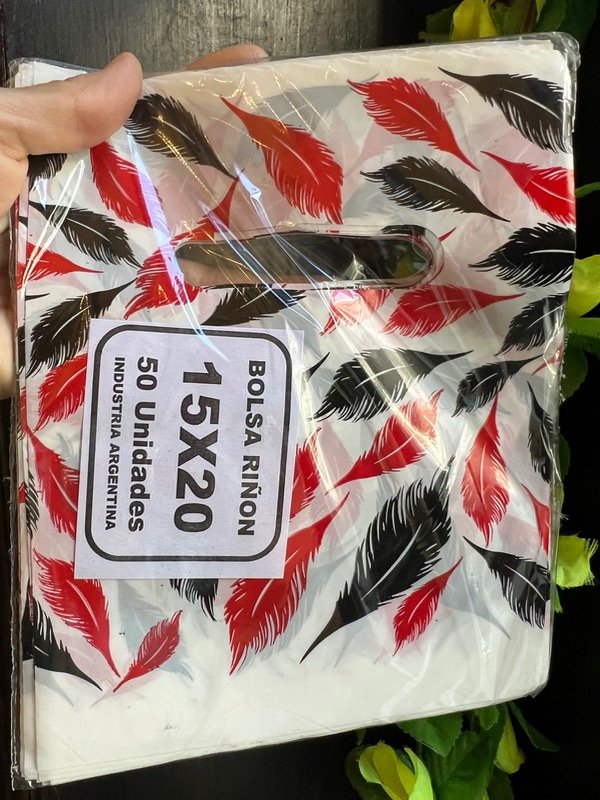 BOLSA RIÑON
15X20
50 Unidades
INDUSTRIA ARGENTINA